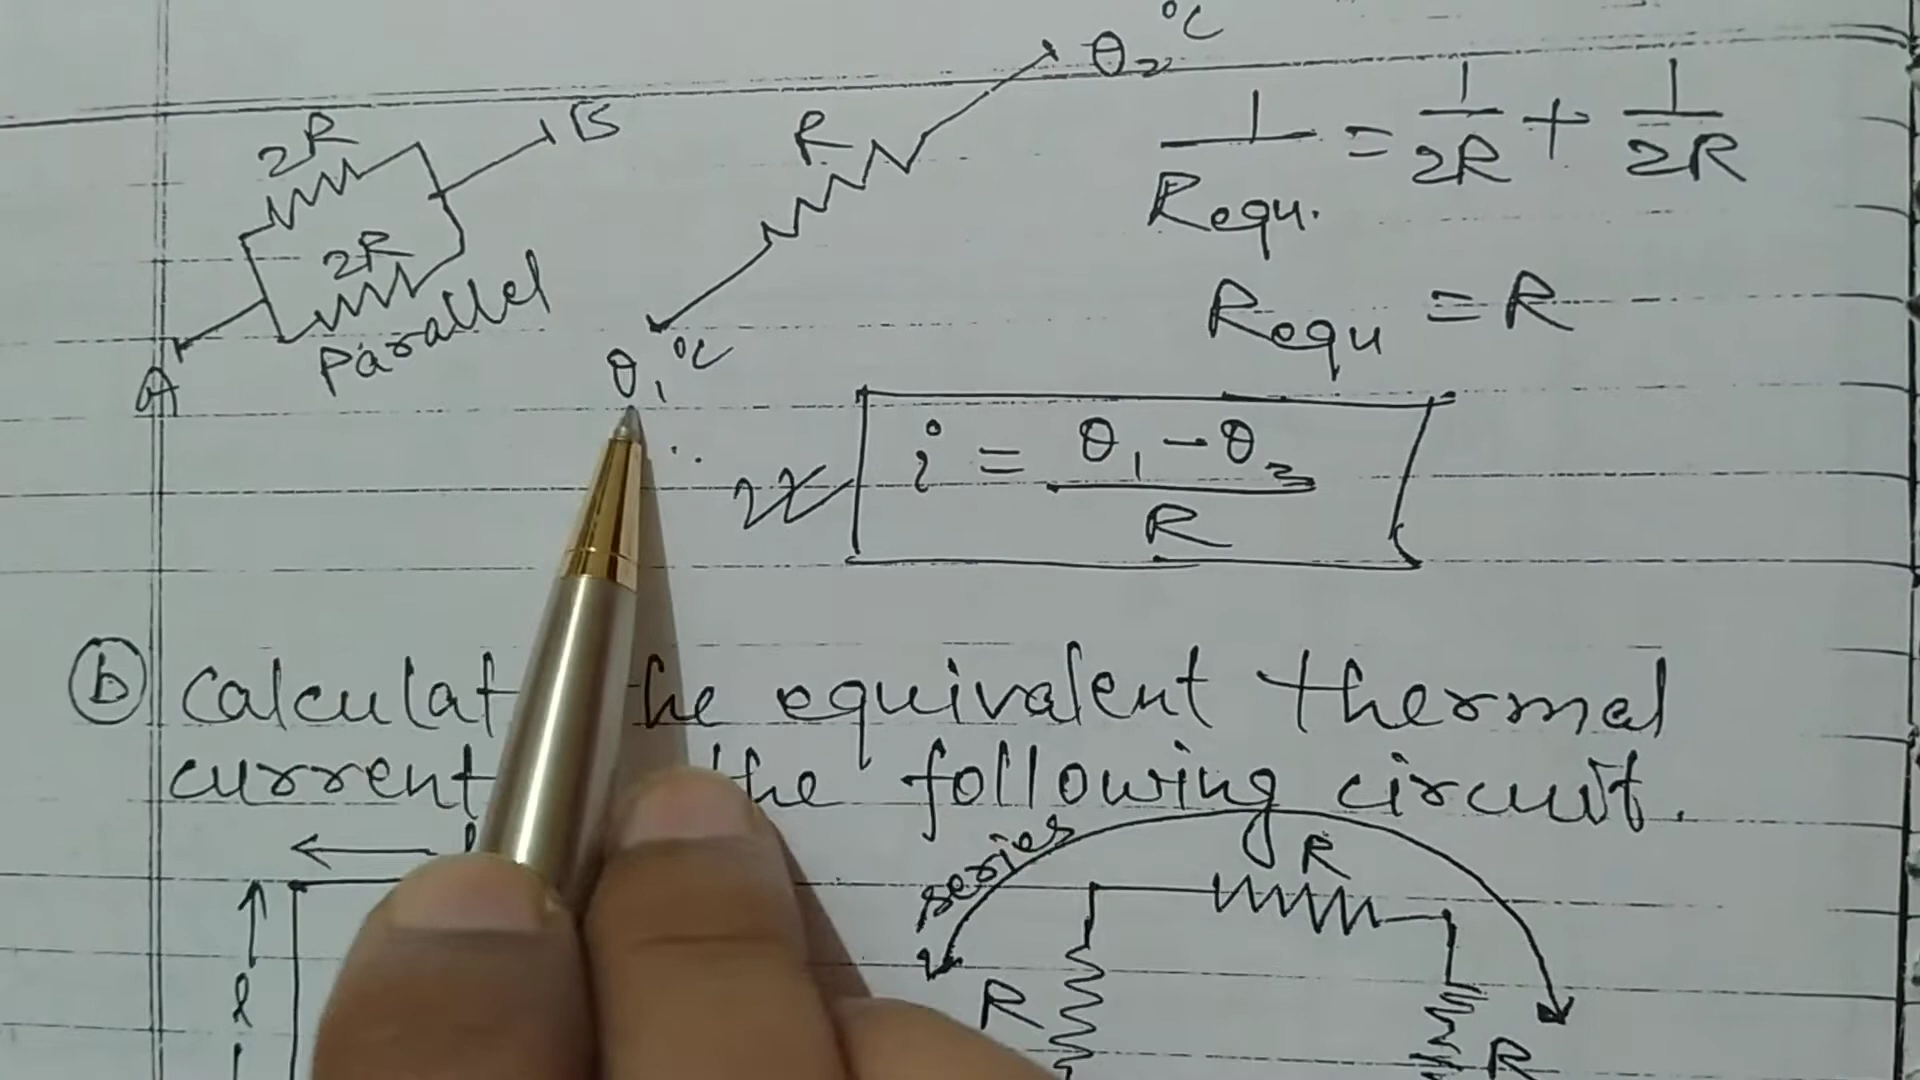 2R
B
2R
Parallel
A
R
θ₂ °C
θ₁ °C
1/Requ. = 1/2R + 1/2R
Requ = R
i = θ₁ - θ₂ / R
(b) Calculat he equivalent thermal
current the following circuit.
series
R
R
R
l